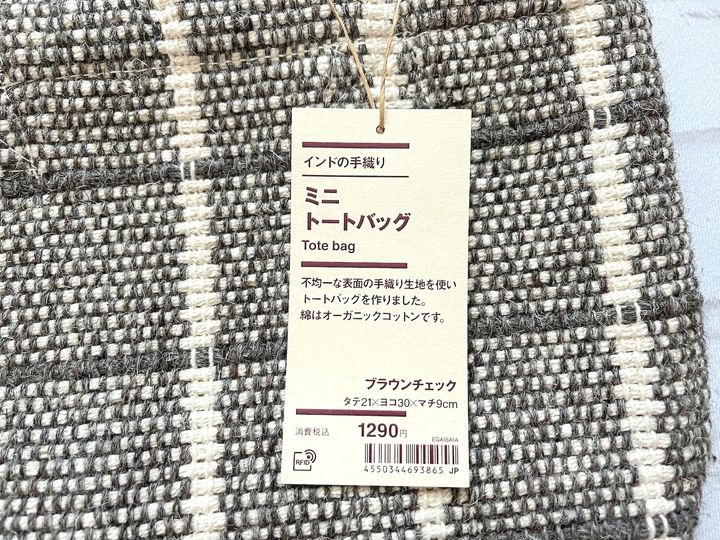 インドの手織り
ミニ
トートバッグ
Tote bag
不均一な表面の手織り生地を使い
トートバッグを作りました。
綿はオーガニックコットンです。
ブラウンチェック
タテ21×ヨコ30×マチ9cm
消費税込 1290円
EGA16A1A
RFID
4550344693865 JP